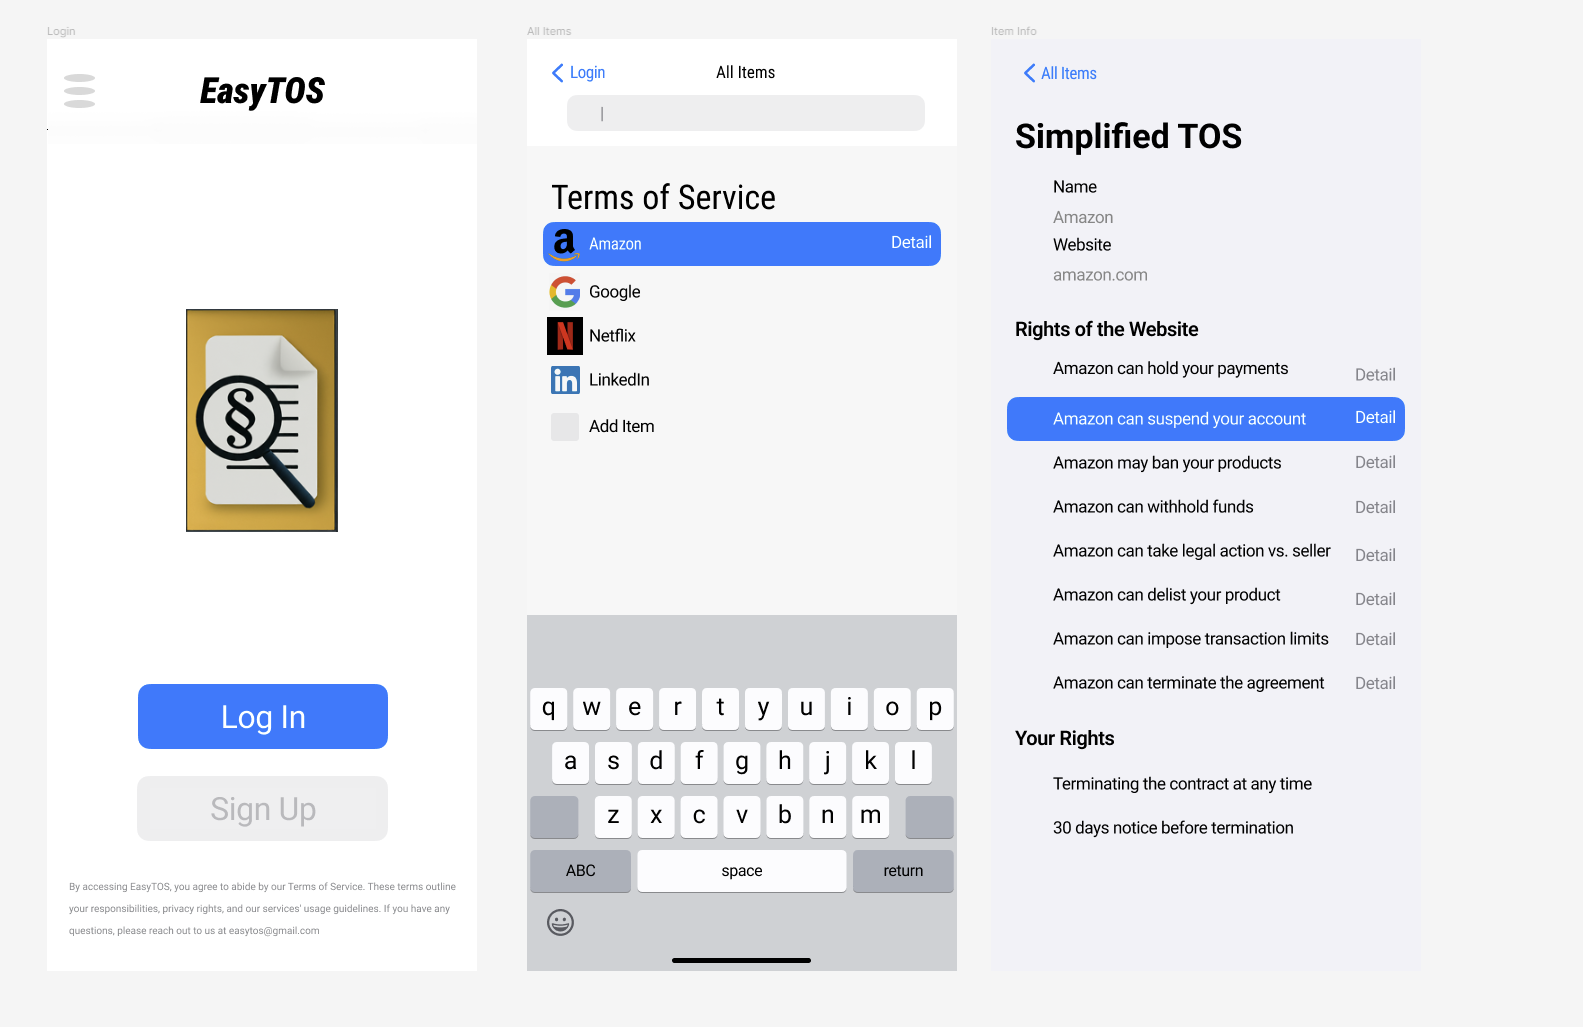 Login
EasyTOS
§
Log In
Sign Up
By accessing EasyTOS, you agree to abide by our Terms of Service. These terms outline
your responsibilities, privacy rights, and our services' usage guidelines. If you have any
questions, please reach out to us at easytos@gmail.com
All Items
Login
All Items
Terms of Service
a Amazon Detail
G Google
N Netflix
in LinkedIn
Add Item
q w e r t y u i o p
a s d f g h j k l
z x c v b n m
ABC space return
Item Info
All Items
Simplified TOS
Name
Amazon
Website
amazon.com
Rights of the Website
Amazon can hold your payments Detail
Amazon can suspend your account Detail
Amazon may ban your products Detail
Amazon can withhold funds Detail
Amazon can take legal action vs. seller Detail
Amazon can delist your product Detail
Amazon can impose transaction limits Detail
Amazon can terminate the agreement Detail
Your Rights
Terminating the contract at any time
30 days notice before termination